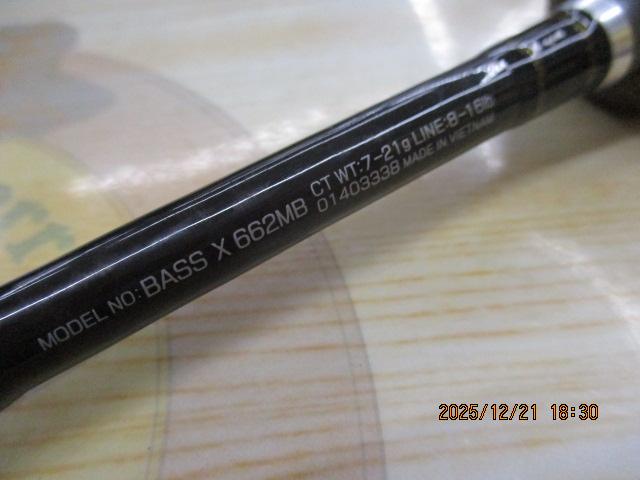 MODEL NO: BASS X 662MB CT WT:7-21g LINE:8-16lb
01403338 MADE IN VIETNAM
2025/12/21 18:30